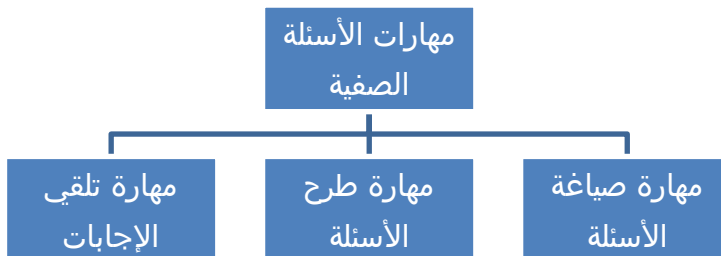 مهارات الأسئلة
الصفية
مهارة صياغة
الأسئلة
مهارة طرح
الأسئلة
مهارة تلقي
الإجابات